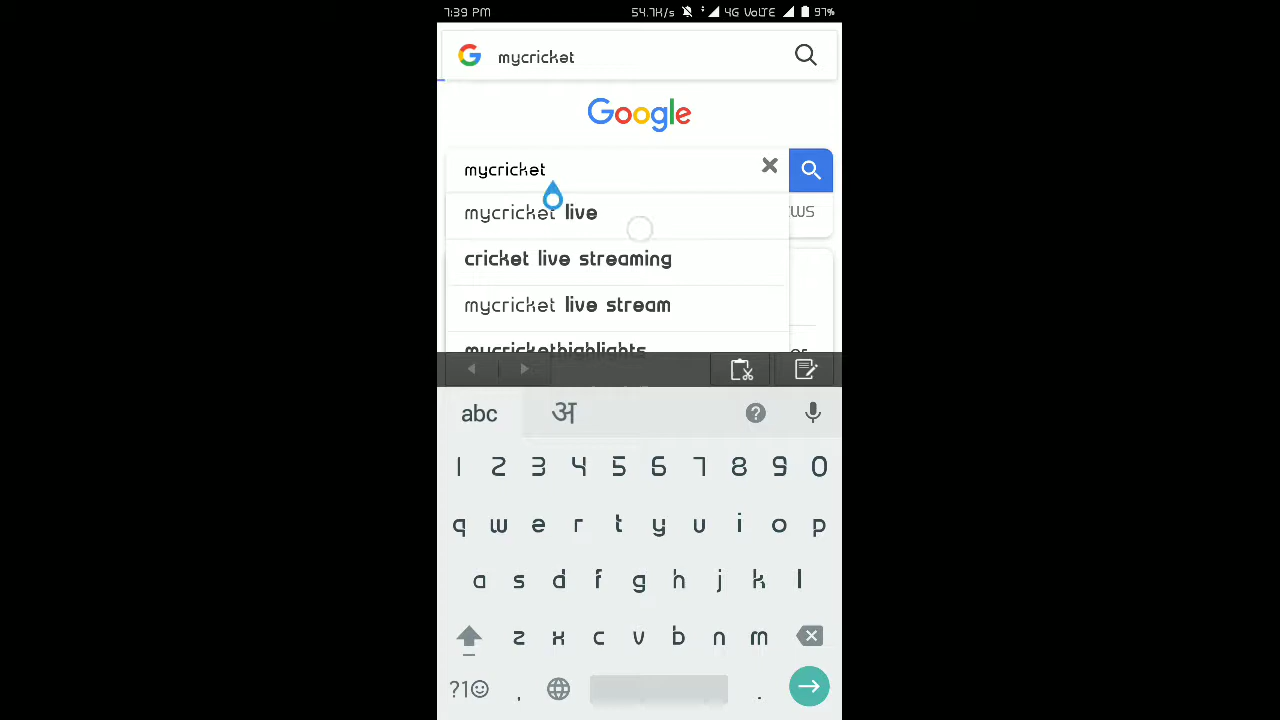 7:39 PM 54.7K/s 4G VoLTE 97%
mycricket
Google
mycricket
mycricket live
cricket live streaming
mycricket live stream
mycrickethighlights
abc अ
1 2 3 4 5 6 7 8 9 0
q w e r t y u i o p
a s d f g h j k l
z x c v b n m
?1 , .